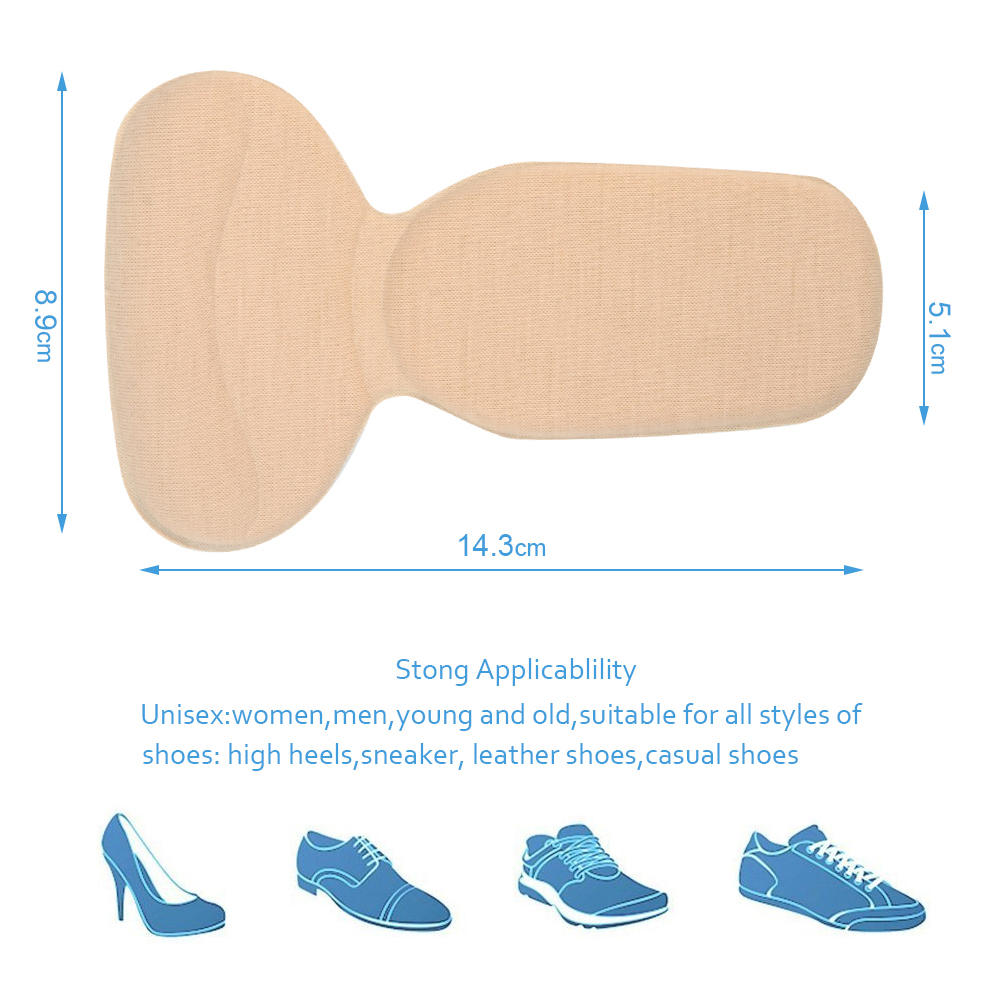 8.9cm
5.1cm
14.3cm
Stong Applicablility
Unisex:women,men,young and old,suitable for all styles of
shoes: high heels,sneaker, leather shoes,casual shoes